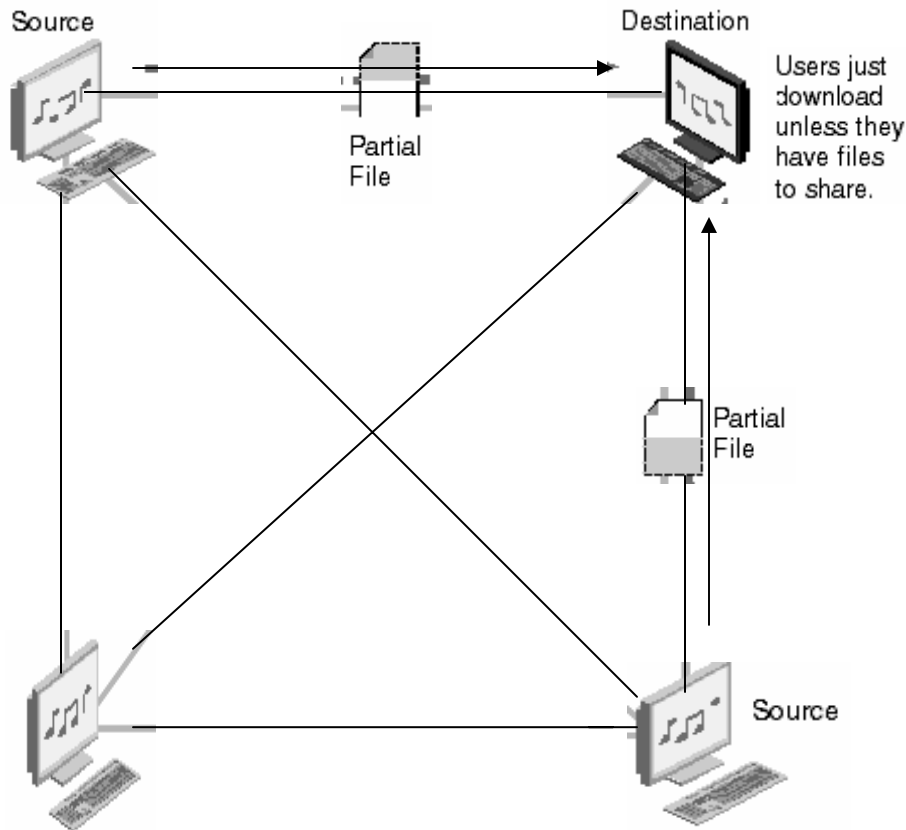 Source
Destination
Users just
download
unless they
have files
to share.
Partial
File
Partial
File
Source